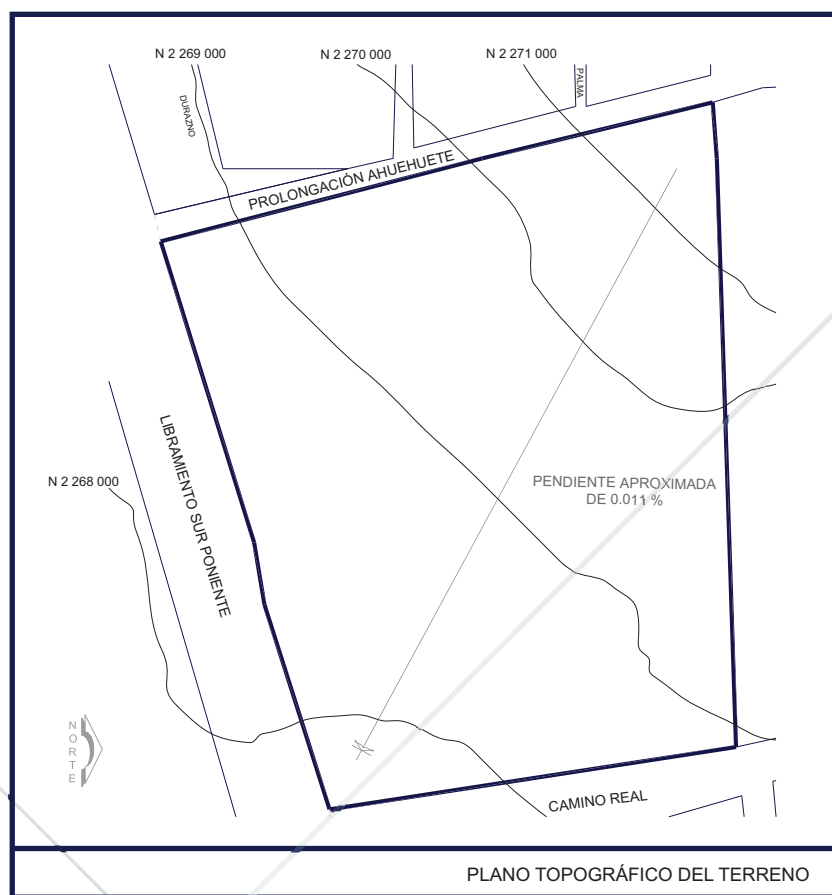 N 2 269 000
N 2 270 000
N 2 271 000
PALMA
DURAZNO
PROLONGACIÓN AHUEHUETE
LIBRAMIENTO SUR PONIENTE
N 2 268 000
PENDIENTE APROXIMADA
DE 0.011 %
NORTE
CAMINO REAL
PLANO TOPOGRÁFICO DEL TERRENO